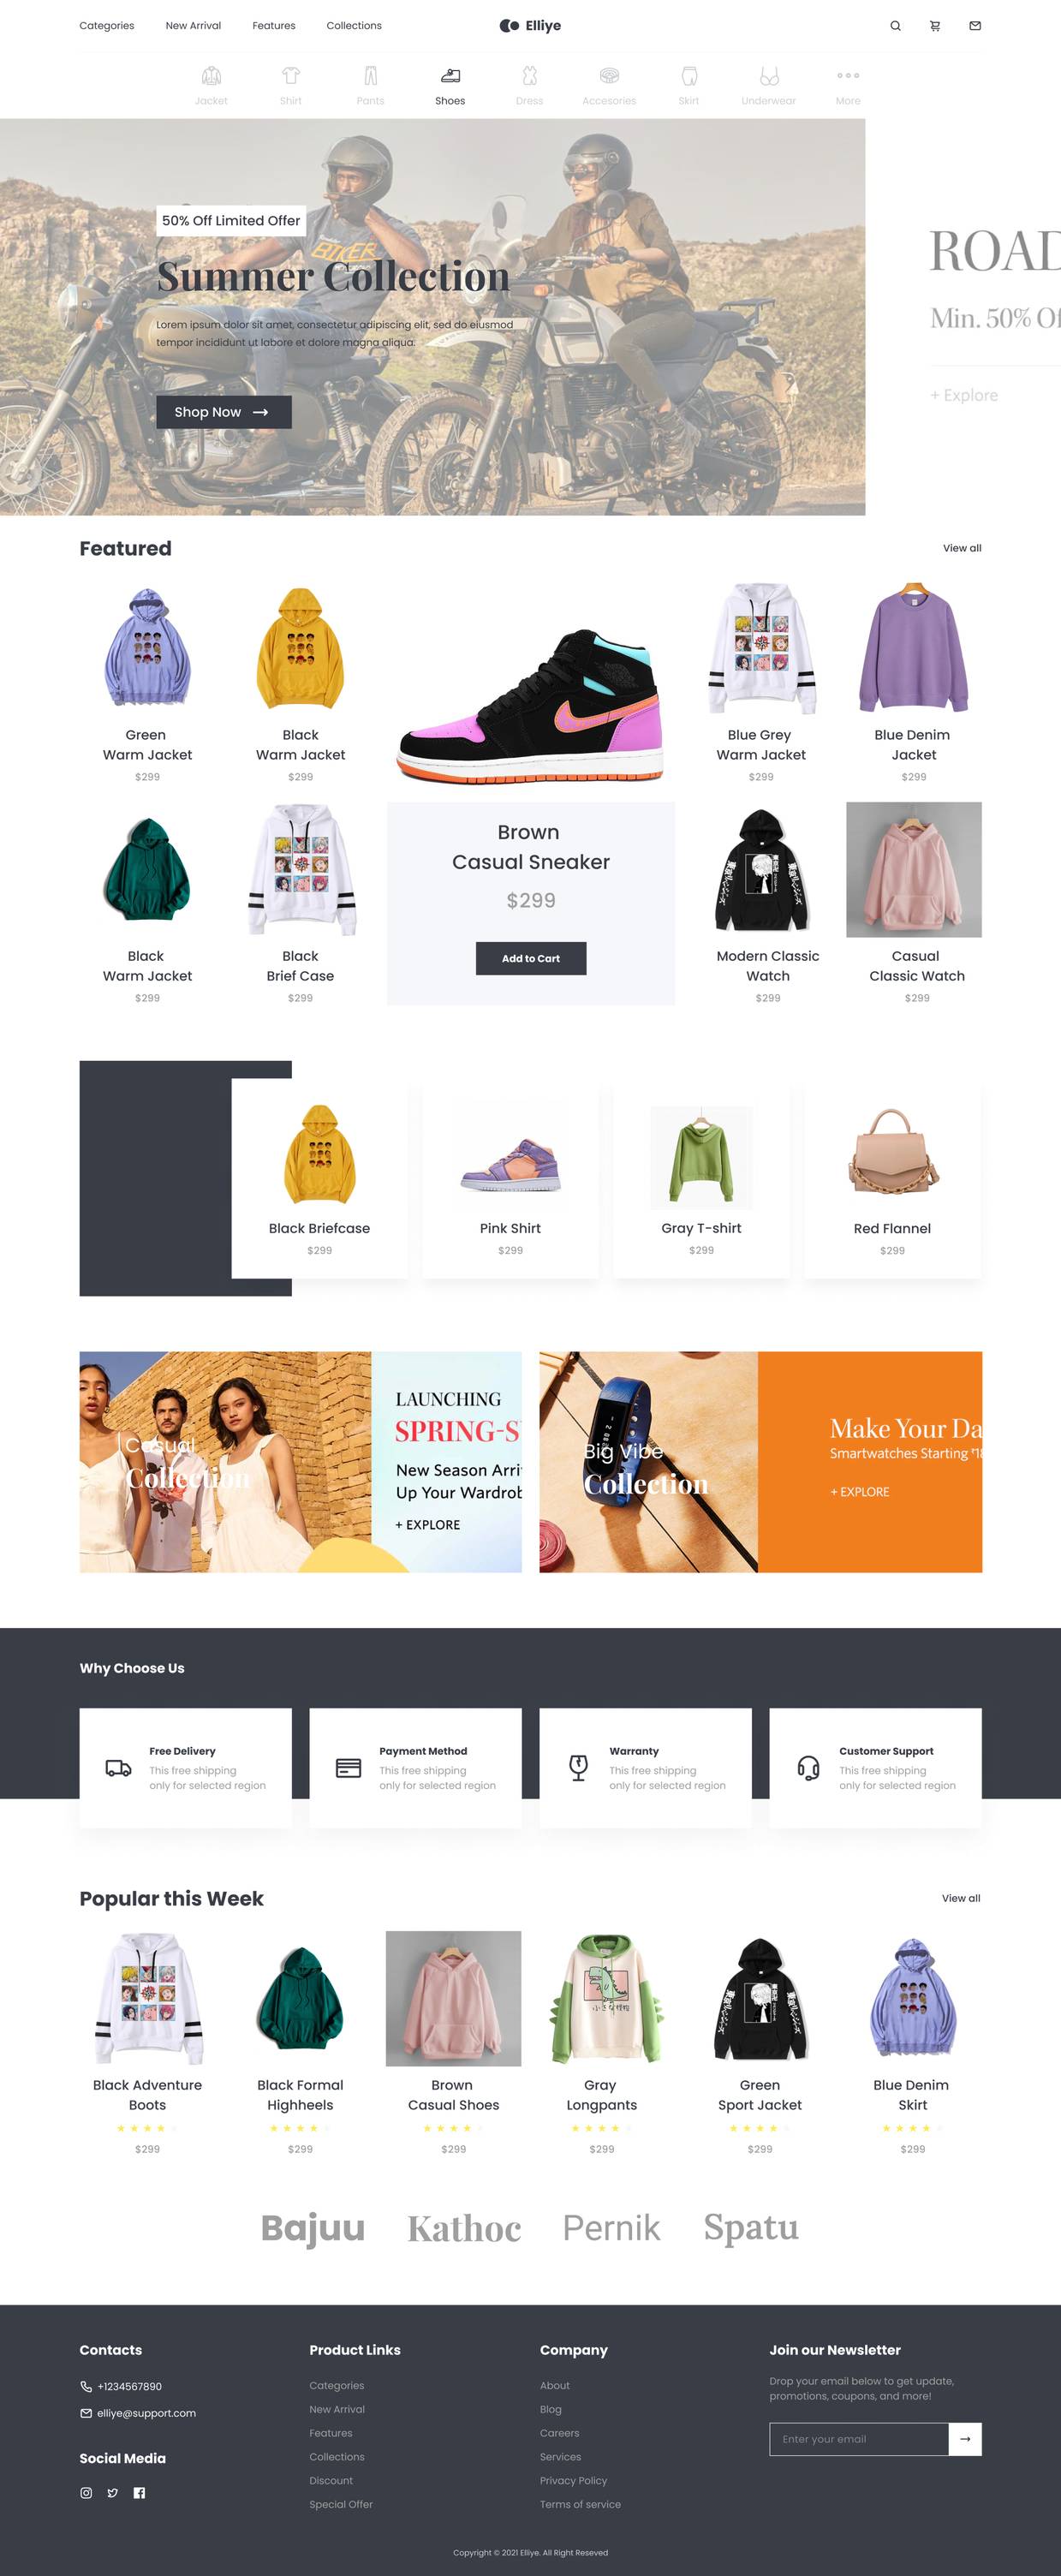 Categories
New Arrival
Features
Collections
Elliye
Jacket
Shirt
Pants
Shoes
Dress
Accesories
Skirt
Underwear
More
50% Off Limited Offer
BIKER
Summer Collection
Lorem ipsum dolor sit amet, consectetur adipiscing elit, sed do eiusmod
tempor incididunt ut labore et dolore magna aliqua.
Shop Now
ROAD
Min. 50% Of
+ Explore
Featured
View all
Green
Warm Jacket
$299
Black
Warm Jacket
$299
Blue Grey
Warm Jacket
$299
Blue Denim
Jacket
$299
Black
Warm Jacket
$299
Black
Brief Case
$299
Brown
Casual Sneaker
$299
Add to Cart
Modern Classic
Watch
$299
Casual
Classic Watch
$299
Black Briefcase
$299
Pink Shirt
$299
Gray T-shirt
$299
Red Flannel
$299
Casual
Collection
LAUNCHING
SPRING-S
New Season Arri
Up Your Wardrob
+ EXPLORE
Big Vibe
Collection
Make Your Da
Smartwatches Starting ₹18
+ EXPLORE
Why Choose Us
Free Delivery
This free shipping
only for selected region
Payment Method
This free shipping
only for selected region
Warranty
This free shipping
only for selected region
Customer Support
This free shipping
only for selected region
Popular this Week
View all
Black Adventure
Boots
$299
Black Formal
Highheels
$299
Brown
Casual Shoes
$299
Gray
Longpants
$299
Green
Sport Jacket
$299
Blue Denim
Skirt
$299
Bajuu
Kathoc
Pernik
Spatu
Contacts
+1234567890
elliye@support.com
Social Media
Product Links
Categories
New Arrival
Features
Collections
Discount
Special Offer
Company
About
Blog
Careers
Services
Privacy Policy
Terms of service
Join our Newsletter
Drop your email below to get update,
promotions, coupons, and more!
Enter your email
Copyright © 2021 Elliye. All Right Reseved